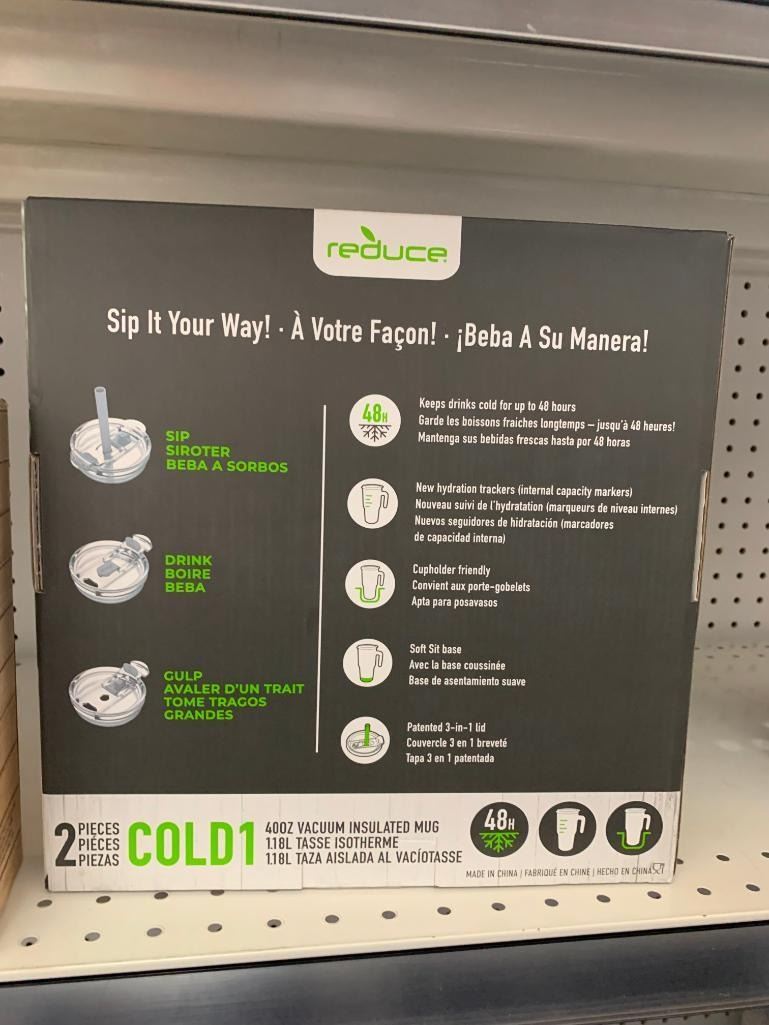 reduce
Sip It Your Way! · À Votre Façon! · ¡Beba A Su Manera!
SIP
SIROTER
BEBA A SORBOS
DRINK
BOIRE
BEBA
GULP
AVALER D'UN TRAIT
TOME TRAGOS
GRANDES
48H
Keeps drinks cold for up to 48 hours
Garde les boissons fraiches longtemps – jusqu'à 48 heures!
Mantenga sus bebidas frescas hasta por 48 horas
New hydration trackers (internal capacity markers)
Nouveau suivi de l'hydratation (marqueurs de niveau internes)
Nuevos seguidores de hidratación (marcadores
de capacidad interna)
Cupholder friendly
Convient aux porte-gobelets
Apta para posavasos
Soft Sit base
Avec la base coussinée
Base de asentamiento suave
Patented 3-in-1 lid
Couvercle 3 en 1 breveté
Tapa 3 en 1 patentada
2 PIECES
PIÉCES
PIEZAS
COLD1
40OZ VACUUM INSULATED MUG
1.18L TASSE ISOTHERME
1.18L TAZA AISLADA AL VACÍOTASSE
48H
MADE IN CHINA | FABRIQUÉ EN CHINE | HECHO EN CHINA